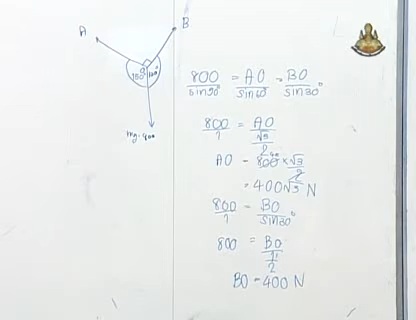 A
B
O
150°
120°
mg=800
800/sin90° = AO/sin60° = BO/sin30°
800/1 = AO/(√3/2)
AO = 800 × √3/2
= 400√3 N
800/1 = BO/sin30°
800 = BO/(1/2)
BO = 400 N